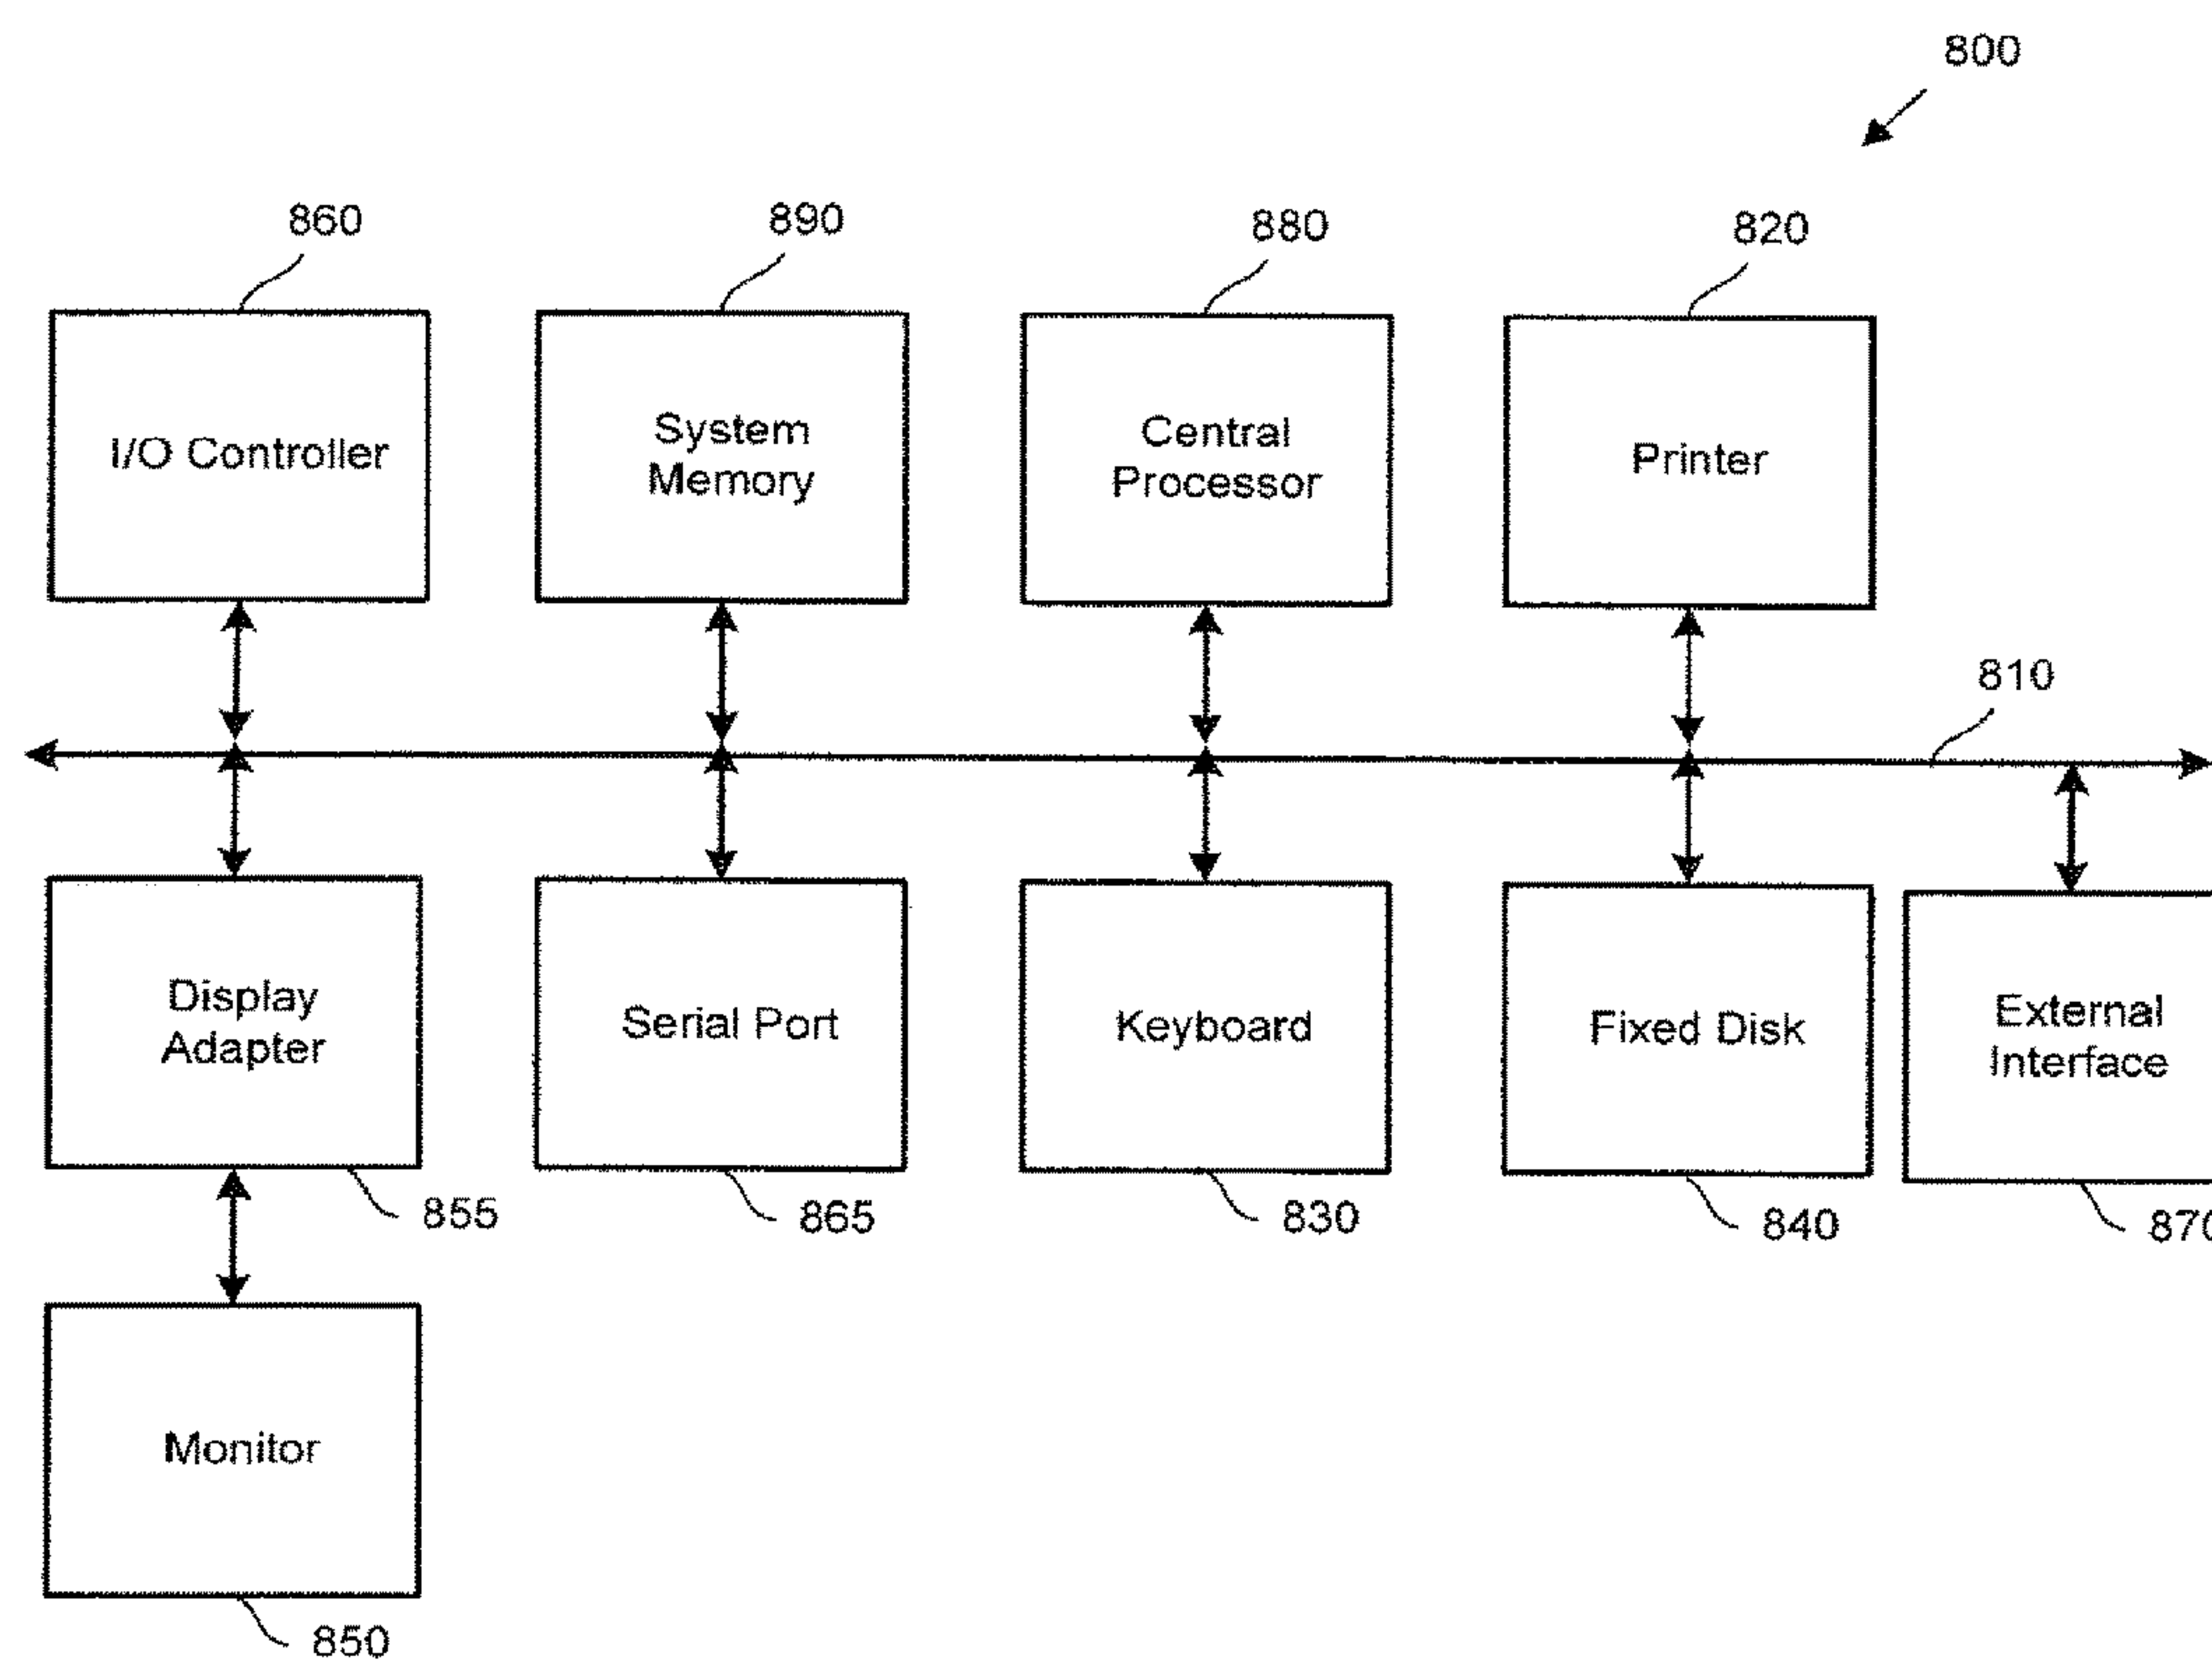 800
860
890
880
820
I/O Controller
System
Memory
Central
Processor
Printer
810
Display
Adapter
Serial Port
Keyboard
Fixed Disk
External
Interface
855
865
830
840
870
Monitor
850